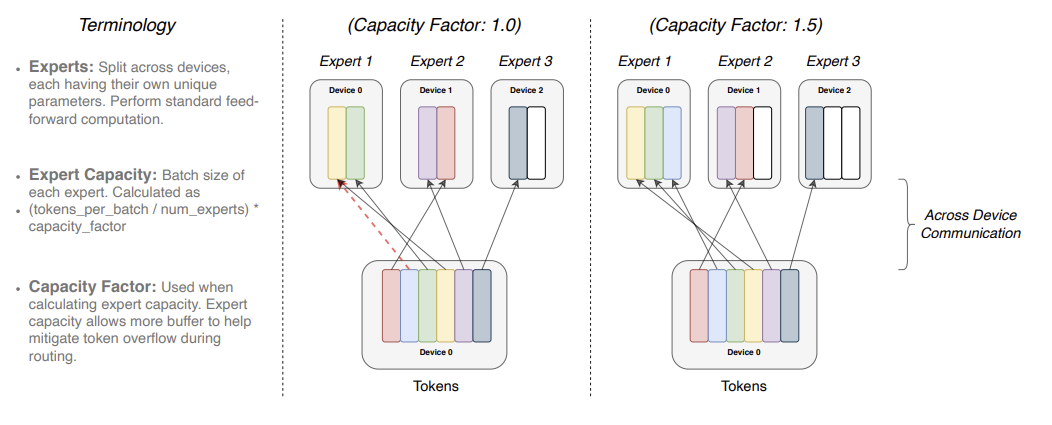 Terminology
• Experts: Split across devices,
each having their own unique
parameters. Perform standard feed-
forward computation.
• Expert Capacity: Batch size of
each expert. Calculated as
• (tokens_per_batch / num_experts) *
capacity_factor
• Capacity Factor: Used when
calculating expert capacity. Expert
capacity allows more buffer to help
mitigate token overflow during
routing.
(Capacity Factor: 1.0)
Expert 1 Expert 2 Expert 3
Device 0 Device 1 Device 2
Device 0
Tokens
(Capacity Factor: 1.5)
Expert 1 Expert 2 Expert 3
Device 0 Device 1 Device 2
Device 0
Tokens
Across Device
Communication